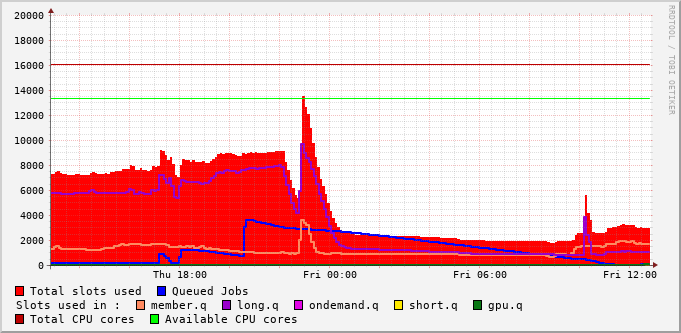 20000
18000
16000
14000
12000
10000
8000
6000
4000
2000
0
Thu 18:00 Fri 00:00 Fri 06:00 Fri 12:00
Total slots used Queued Jobs
Slots used in : member.q long.q ondemand.q short.q gpu.q
Total CPU cores Available CPU cores
RRDTOOL / TOBI OETIKER